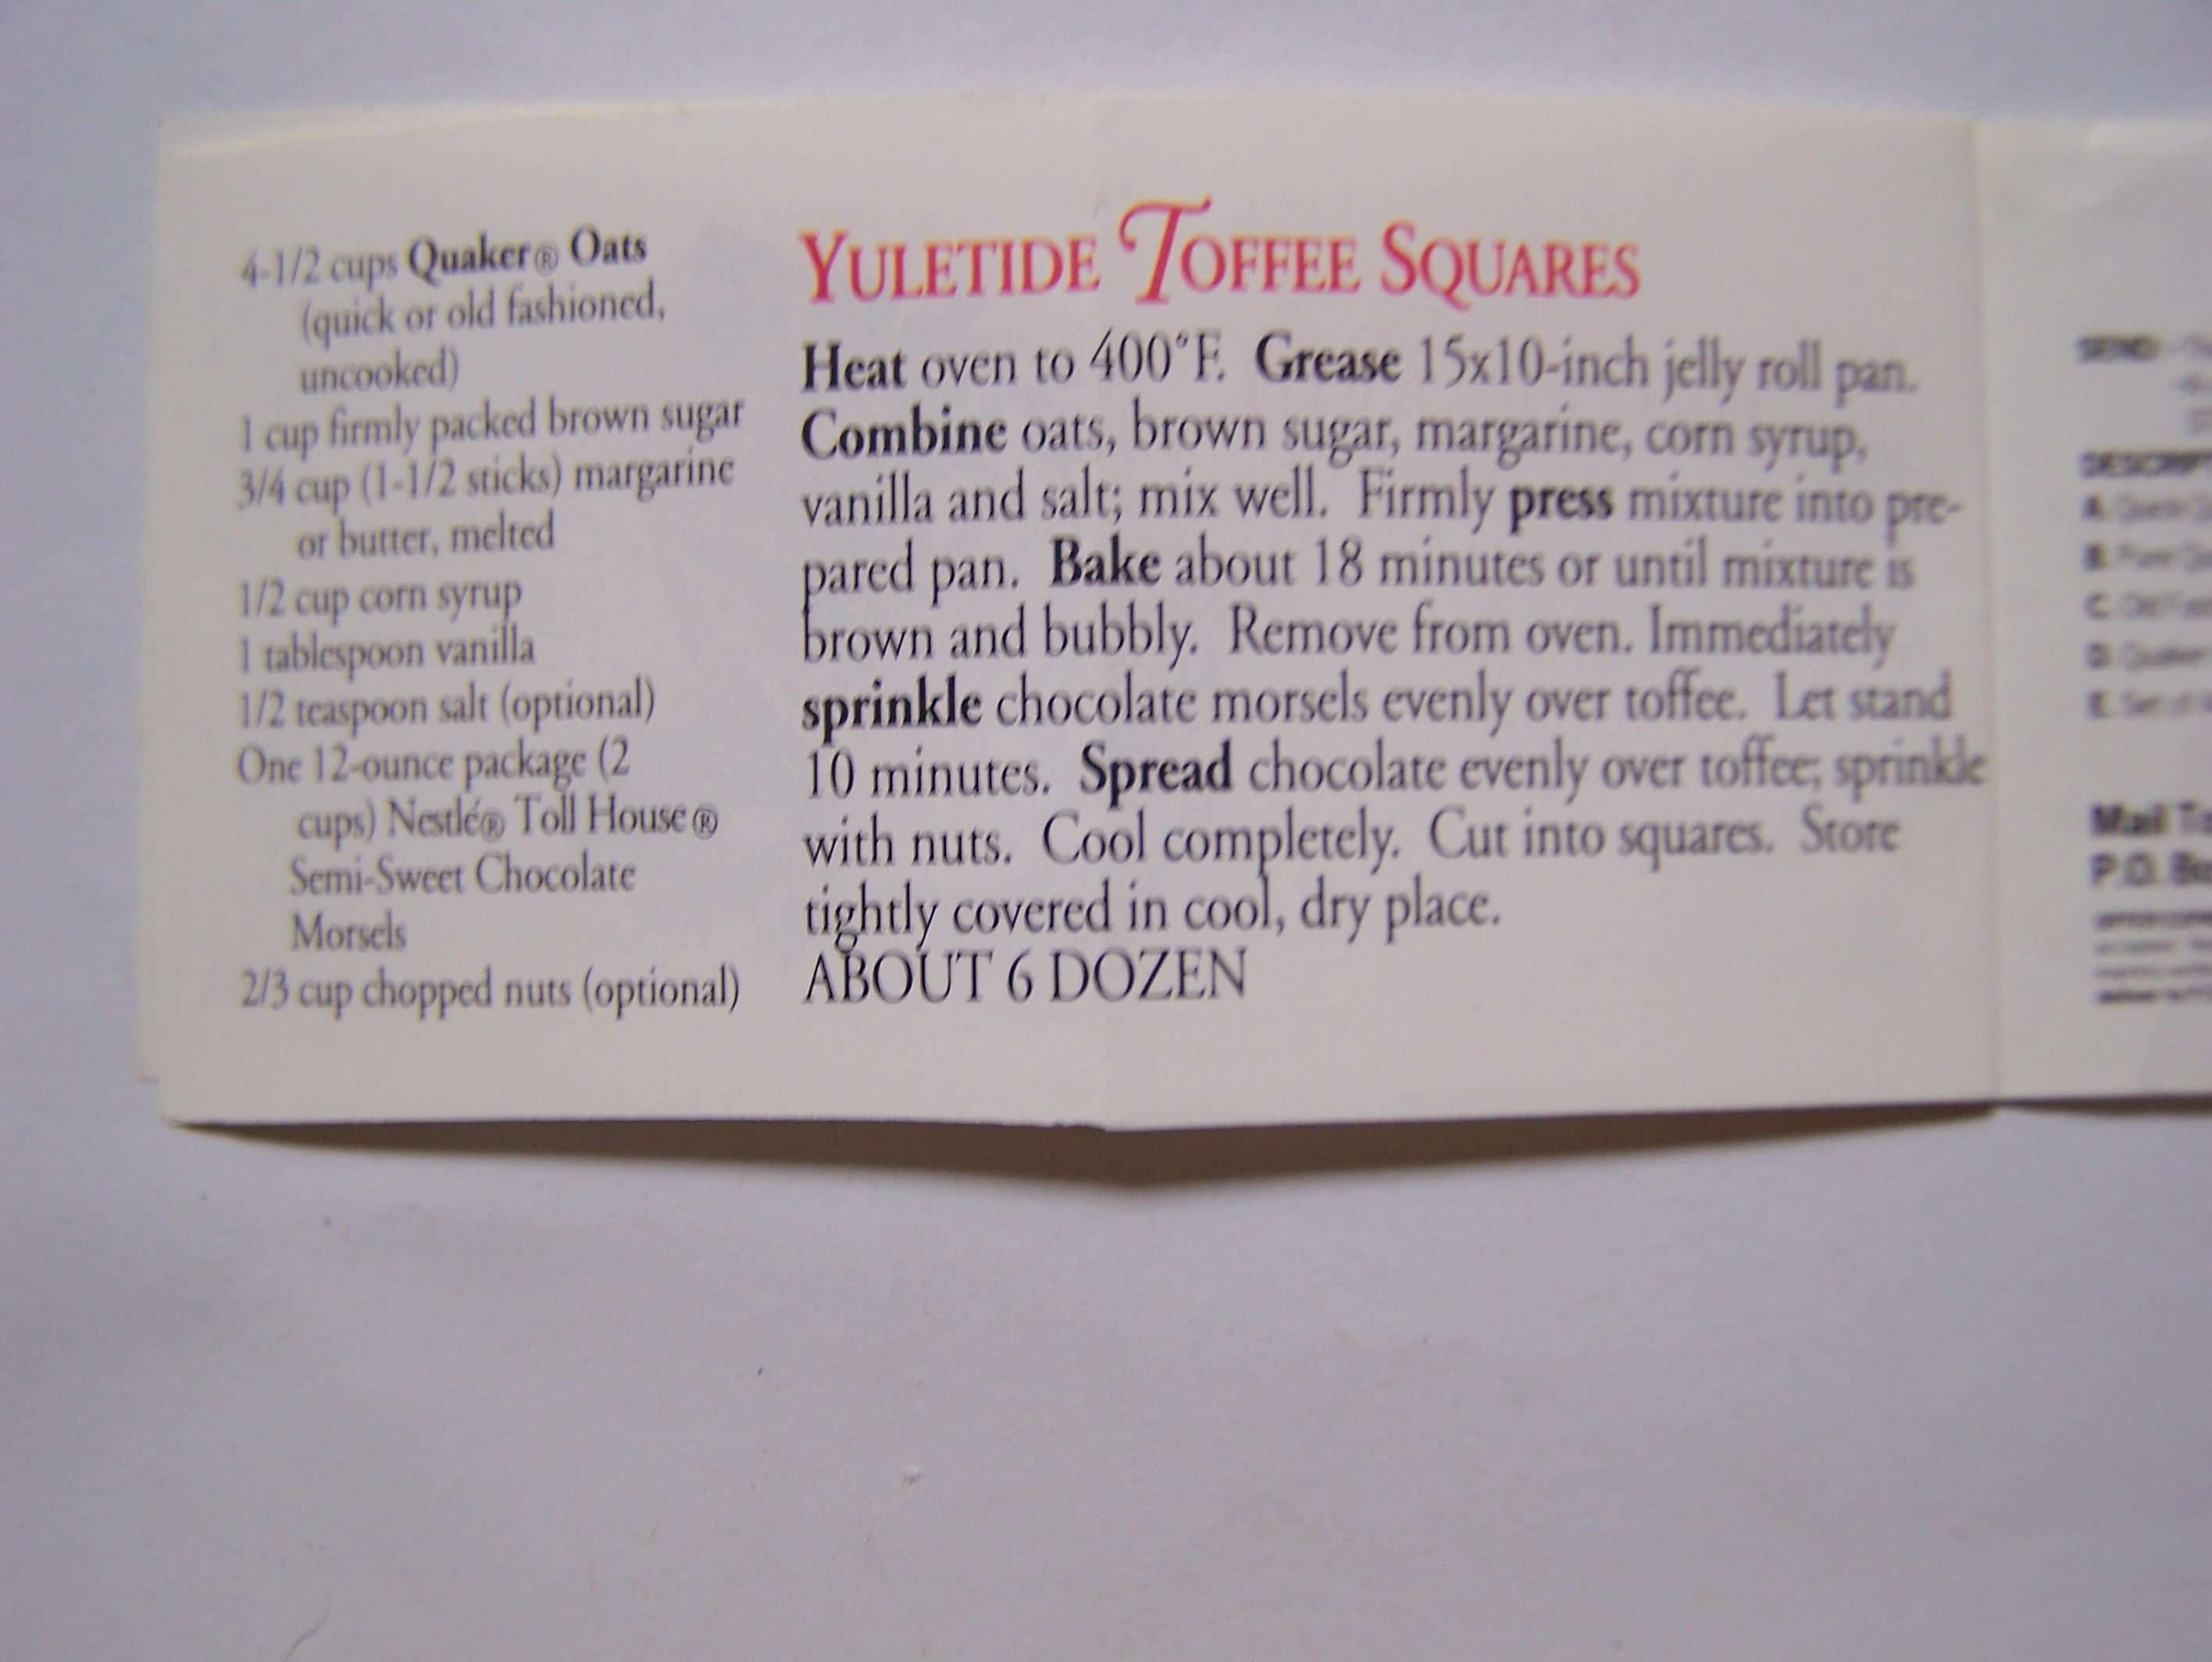 4-1/2 cups Quaker® Oats
(quick or old fashioned,
uncooked)
1 cup firmly packed brown sugar
3/4 cup (1-1/2 sticks) margarine
or butter, melted
1/2 cup corn syrup
1 tablespoon vanilla
1/2 teaspoon salt (optional)
One 12-ounce package (2
cups) Nestlé® Toll House®
Semi-Sweet Chocolate
Morsels
2/3 cup chopped nuts (optional)
YULETIDE TOFFEE SQUARES
Heat oven to 400°F. Grease 15x10-inch jelly roll pan.
Combine oats, brown sugar, margarine, corn syrup,
vanilla and salt; mix well. Firmly press mixture into pre-
pared pan. Bake about 18 minutes or until mixture is
brown and bubbly. Remove from oven. Immediately
sprinkle chocolate morsels evenly over toffee. Let stand
10 minutes. Spread chocolate evenly over toffee; sprinkle
with nuts. Cool completely. Cut into squares. Store
tightly covered in cool, dry place.
ABOUT 6 DOZEN
SEND
A.
B.
C.
D. Quaker
E. Set of
Mail
P.O.